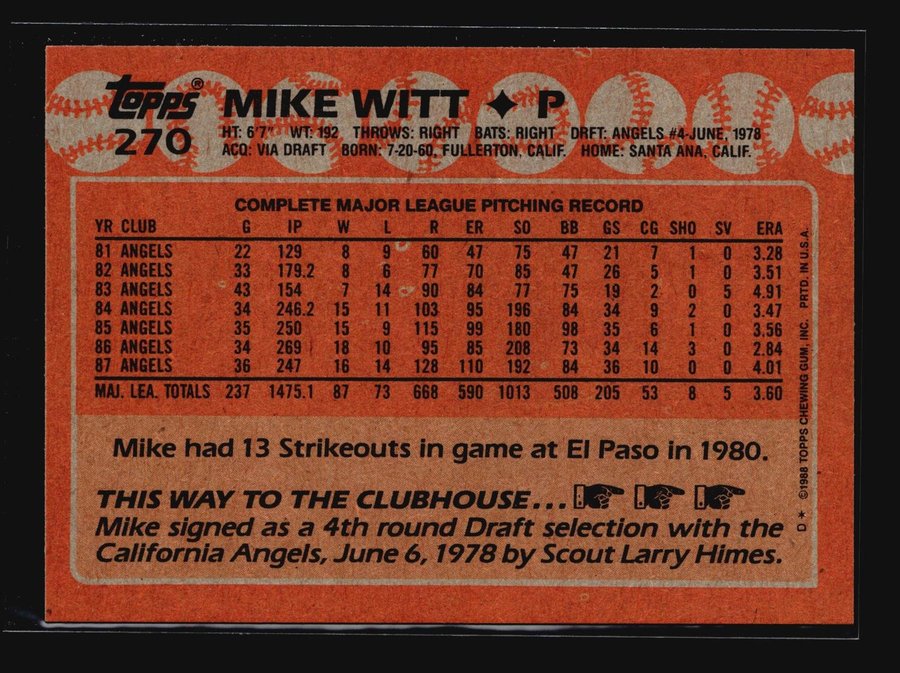 topps® MIKE WITT ✦ P
270 HT: 6'7" WT: 192 THROWS: RIGHT BATS: RIGHT DRFT: ANGELS #4-JUNE, 1978
ACQ: VIA DRAFT BORN: 7-20-60, FULLERTON, CALIF. HOME: SANTA ANA, CALIF.
COMPLETE MAJOR LEAGUE PITCHING RECORD
YR CLUB G IP W L R ER SO BB GS CG SHO SV ERA
81 ANGELS 22 129 8 9 60 47 75 47 21 7 1 0 3.28
82 ANGELS 33 179.2 8 6 77 70 85 47 26 5 1 0 3.51
83 ANGELS 43 154 7 14 90 84 77 75 19 2 0 5 4.91
84 ANGELS 34 246.2 15 11 103 95 196 84 34 9 2 0 3.47
85 ANGELS 35 250 15 9 115 99 180 98 35 6 1 0 3.56
86 ANGELS 34 269 18 10 95 85 208 73 34 14 3 0 2.84
87 ANGELS 36 247 16 14 128 110 192 84 36 10 0 0 4.01
MAJ. LEA. TOTALS 237 1475.1 87 73 668 590 1013 508 205 53 8 5 3.60
Mike had 13 Strikeouts in game at El Paso in 1980.
THIS WAY TO THE CLUBHOUSE...
Mike signed as a 4th round Draft selection with the
California Angels, June 6, 1978 by Scout Larry Himes.
D * ©1988 TOPPS CHEWING GUM, INC. PRTD. IN U.S.A.